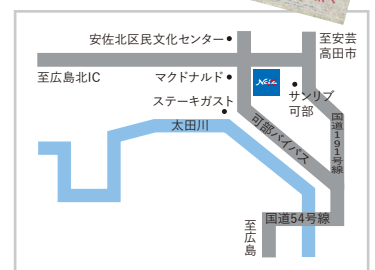 安佐北区民文化センター
至安芸
高田市
至広島北IC
マクドナルド
サンリブ
可部
ステーキガスト
太田川
可部バイパス
国道191号線
国道54号線
至広島